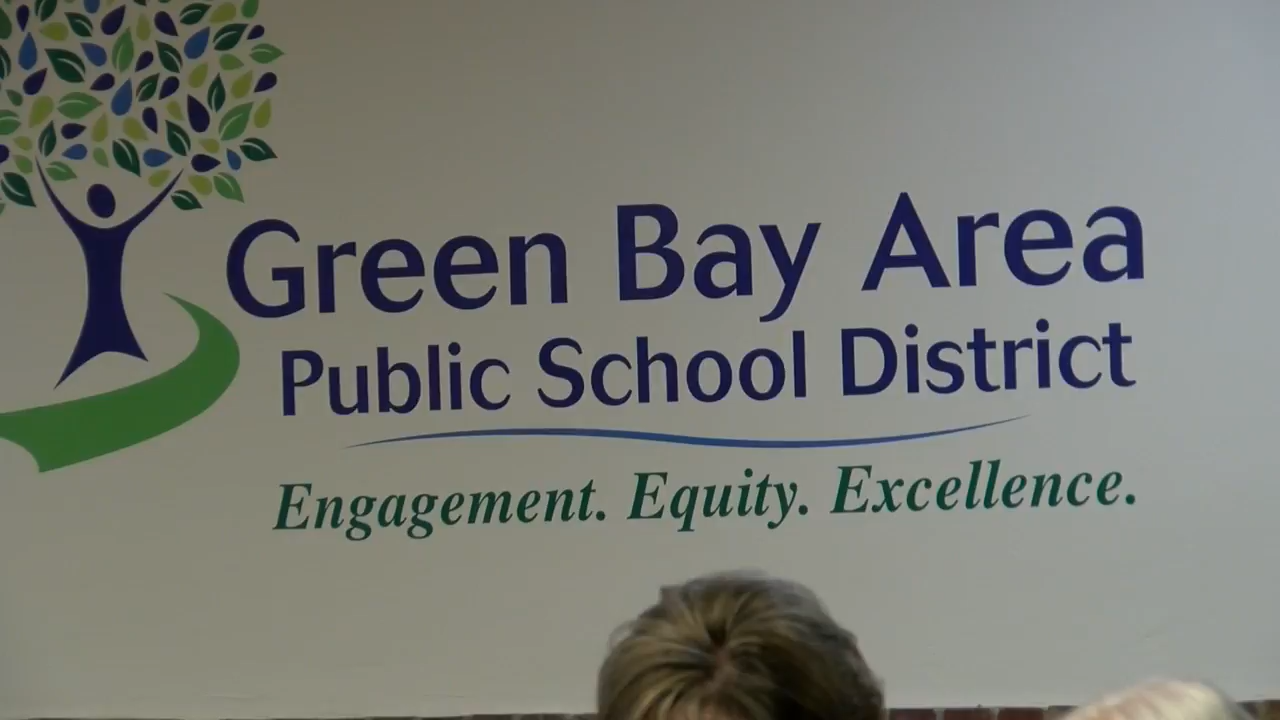 Green Bay Area
Public School District
Engagement. Equity. Excellence.